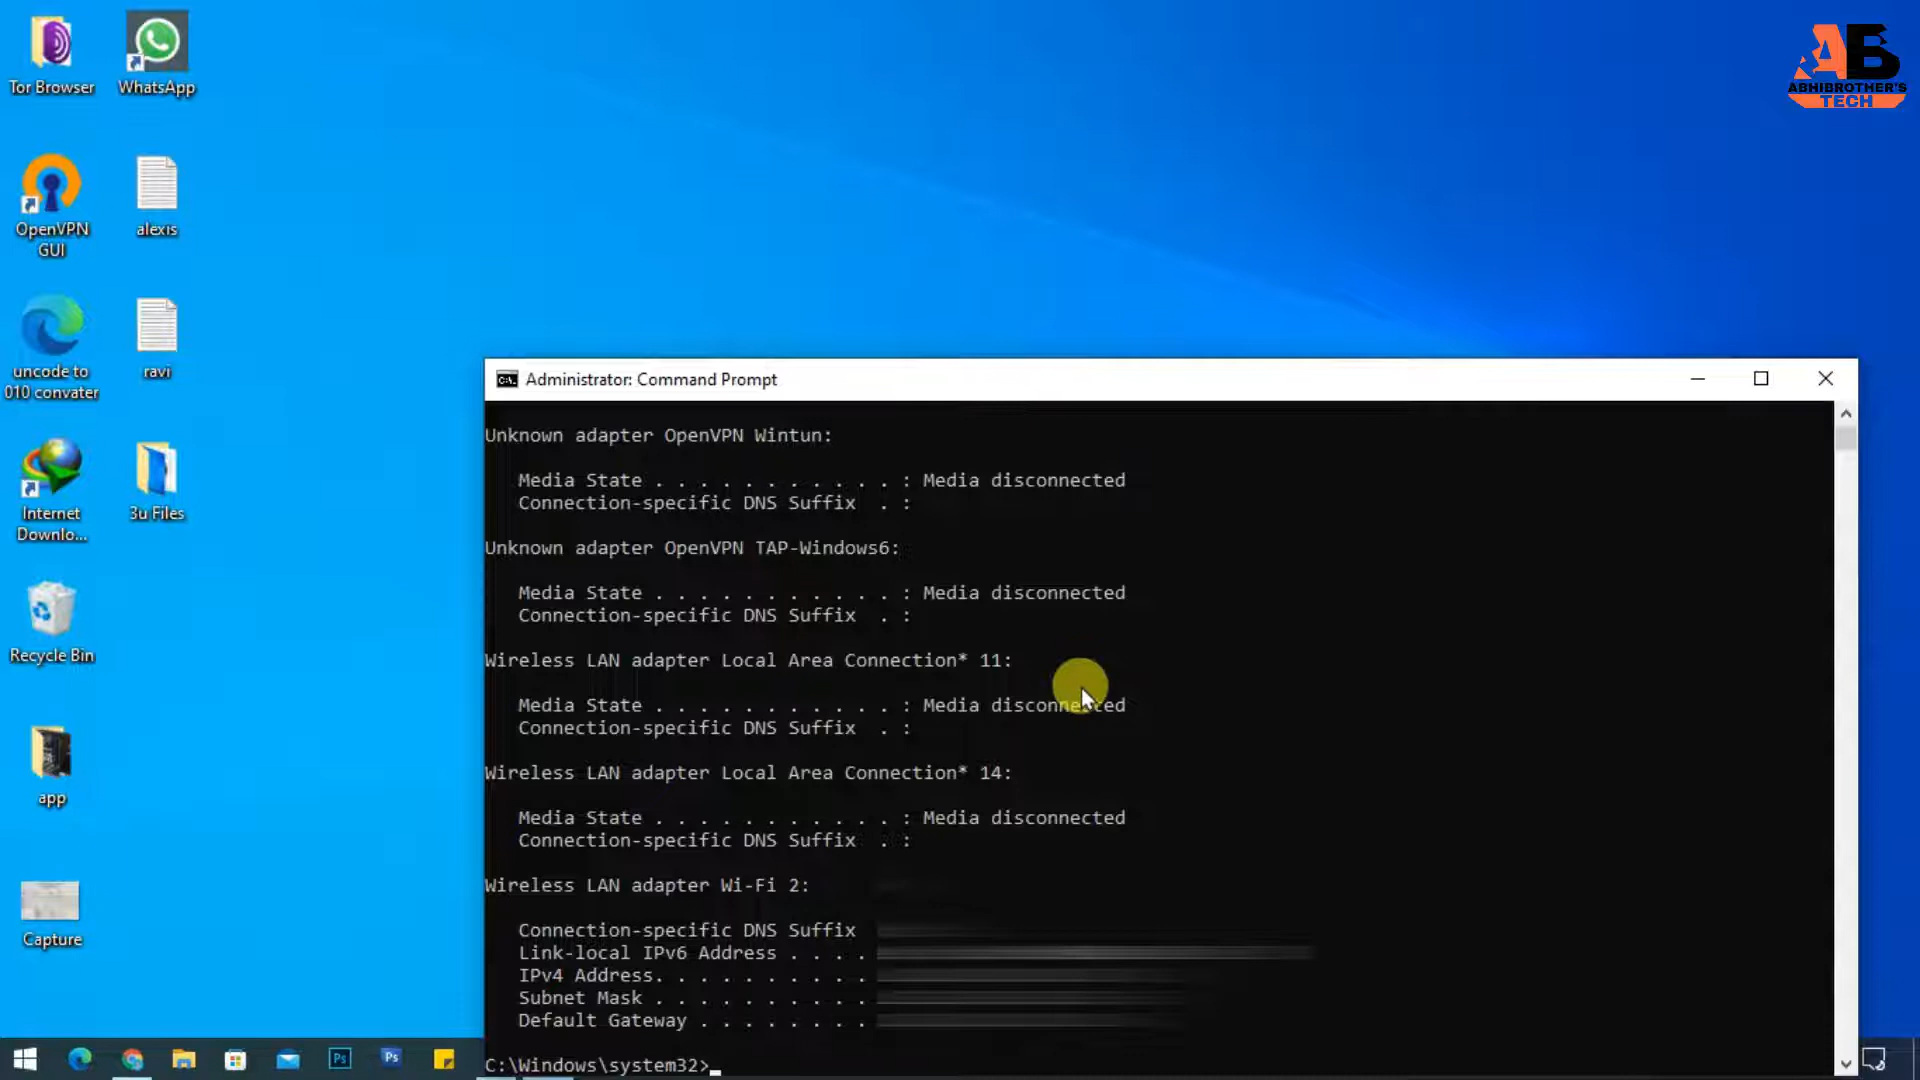 Tor Browser
WhatsApp
AB
ABHIBROTHER'S
TECH
OpenVPN
GUI
alexis
uncode to
010 convater
ravi
Internet
Downlo...
3u Files
Recycle Bin
app
Capture
C:\.
Administrator: Command Prompt
Unknown adapter OpenVPN Wintun:
Media State . . . . . . . . . . . : Media disconnected
Connection-specific DNS Suffix  . :
Unknown adapter OpenVPN TAP-Windows6:
Media State . . . . . . . . . . . : Media disconnected
Connection-specific DNS Suffix  . :
Wireless LAN adapter Local Area Connection* 11:
Media State . . . . . . . . . . . : Media disconnected
Connection-specific DNS Suffix  . :
Wireless LAN adapter Local Area Connection* 14:
Media State . . . . . . . . . . . : Media disconnected
Connection-specific DNS Suffix  . :
Wireless LAN adapter Wi-Fi 2:
Connection-specific DNS Suffix
Link-local IPv6 Address . . . .
IPv4 Address. . . . . . . . . .
Subnet Mask . . . . . . . . . .
Default Gateway . . . . . . . .
C:\Windows\system32>
Ps
Ps